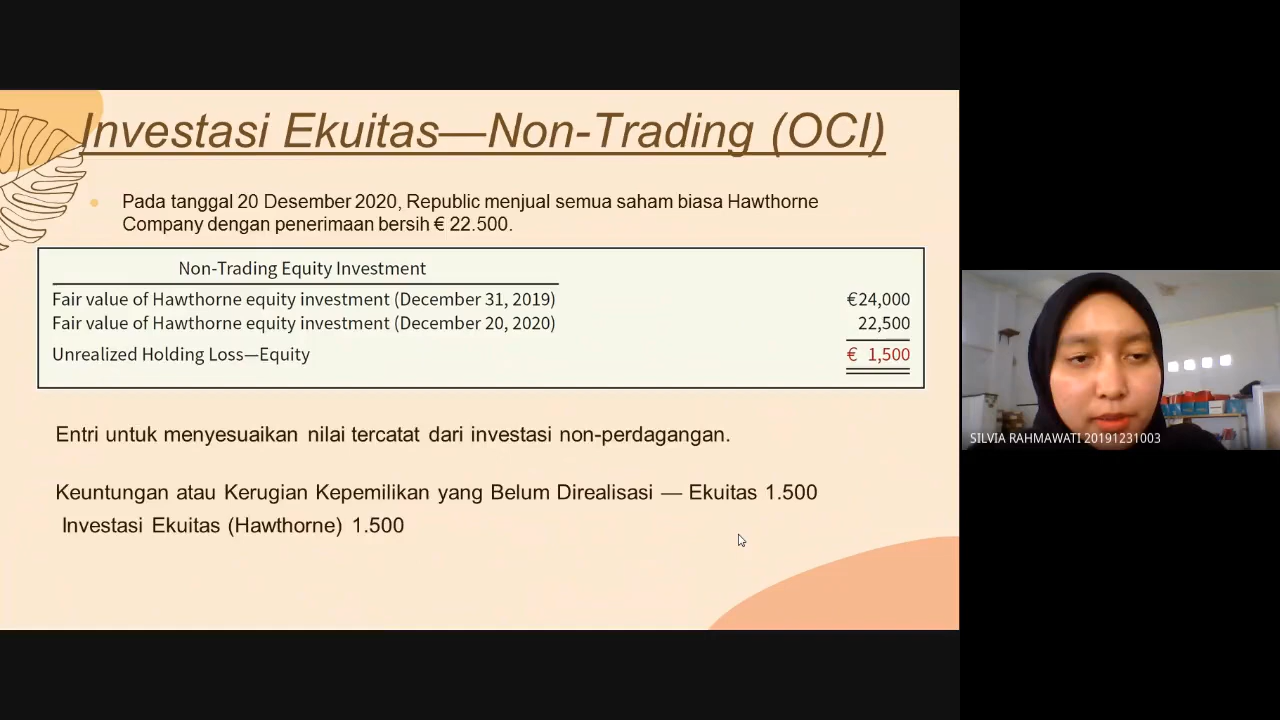 Investasi Ekuitas—Non-Trading (OCI)
Pada tanggal 20 Desember 2020, Republic menjual semua saham biasa Hawthorne
Company dengan penerimaan bersih € 22.500.
Non-Trading Equity Investment
Fair value of Hawthorne equity investment (December 31, 2019) €24,000
Fair value of Hawthorne equity investment (December 20, 2020) 22,500
Unrealized Holding Loss—Equity € 1,500
Entri untuk menyesuaikan nilai tercatat dari investasi non-perdagangan.
Keuntungan atau Kerugian Kepemilikan yang Belum Direalisasi — Ekuitas 1.500
Investasi Ekuitas (Hawthorne) 1.500
SILVIA RAHMAWATI 20191231003